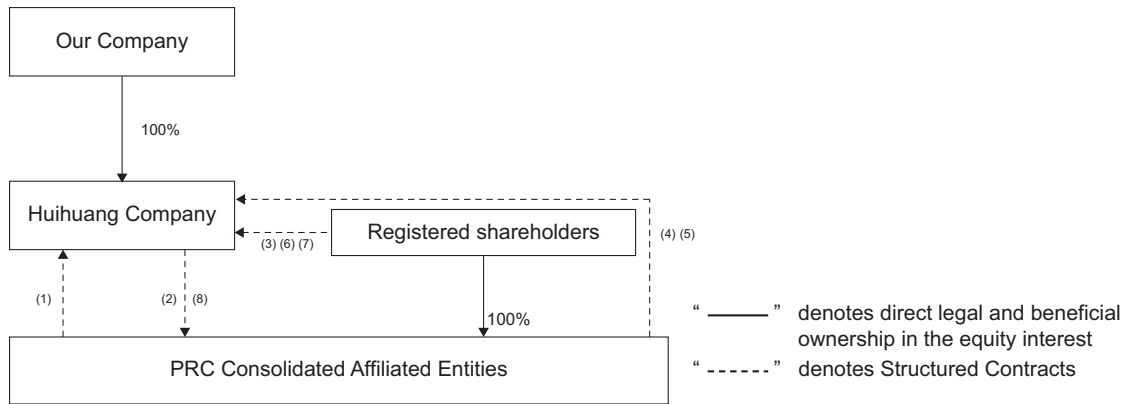 Our Company
100%
Huihuang Company
Registered shareholders
(3) (6) (7)
(4) (5)
(1)
(2)
(8)
100%
PRC Consolidated Affiliated Entities
“ ——— ” denotes direct legal and beneficial
ownership in the equity interest
“ ------ ” denotes Structured Contracts